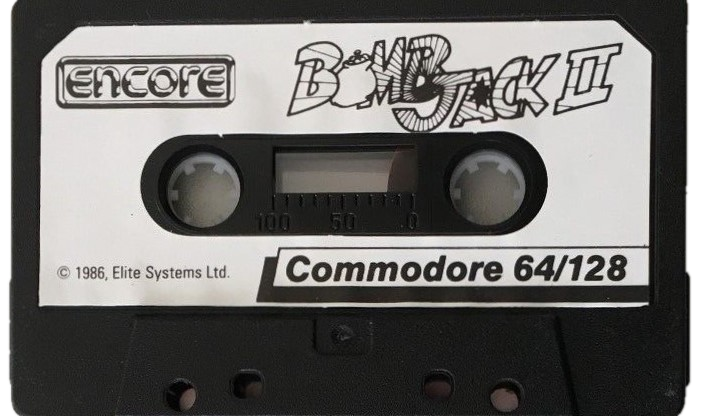 encore
BOMB JACK II
100 50 0
© 1986, Elite Systems Ltd.
Commodore 64/128